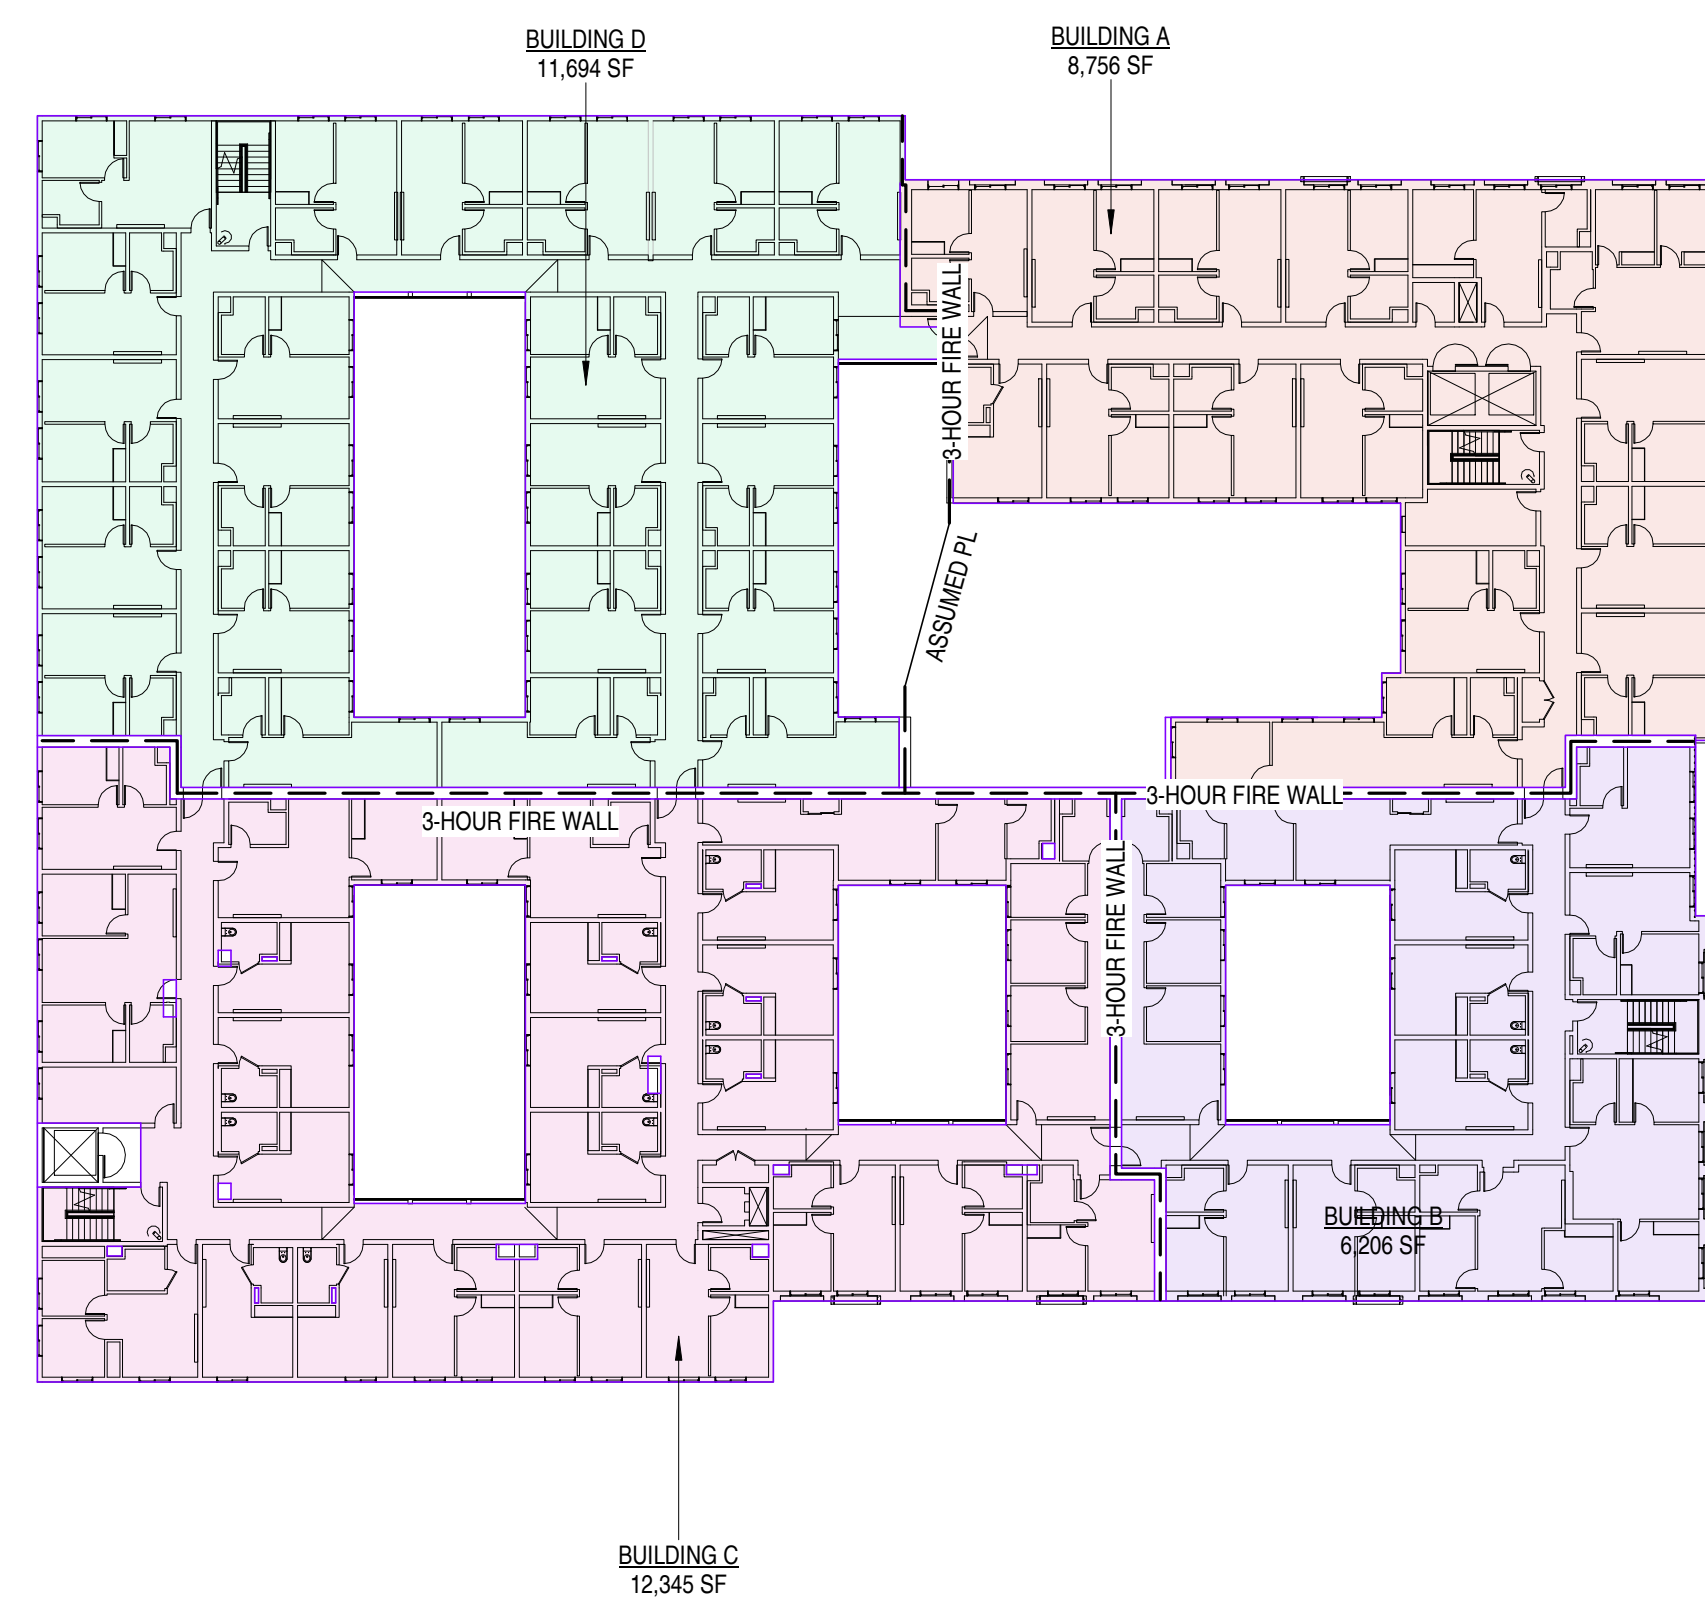 BUILDING D
11,694 SF
BUILDING A
8,756 SF
3-HOUR FIRE WALL
ASSUMED PL
3-HOUR FIRE WALL
3-HOUR FIRE WALL
3-HOUR FIRE WALL
BUILDING B
6,206 SF
BUILDING C
12,345 SF